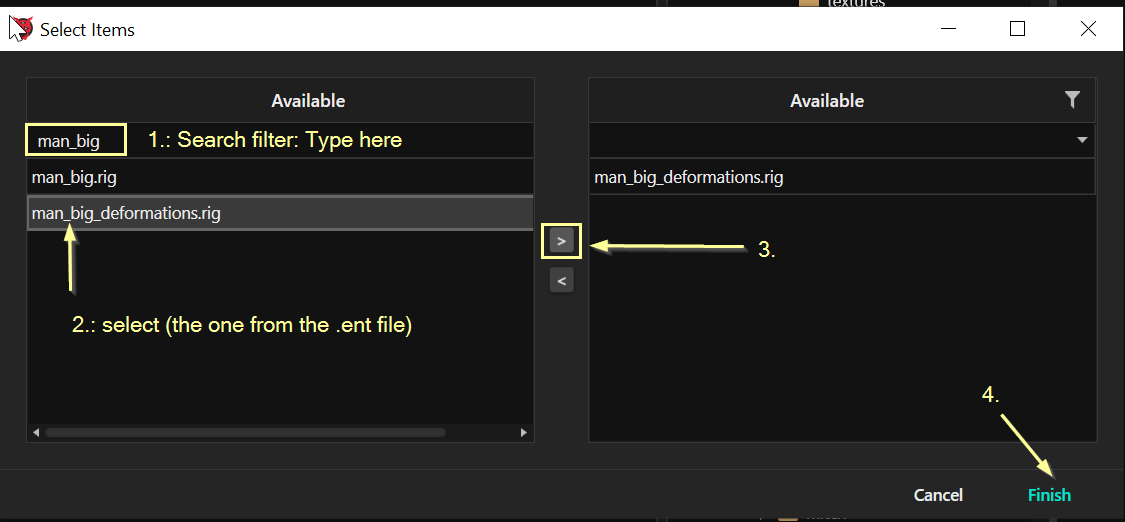 textures
Select Items
Available
Available
man_big
1.: Search filter: Type here
man_big.rig
man_big_deformations.rig
man_big_deformations.rig
>
3.
<
2.: select (the one from the .ent file)
4.
Cancel
Finish